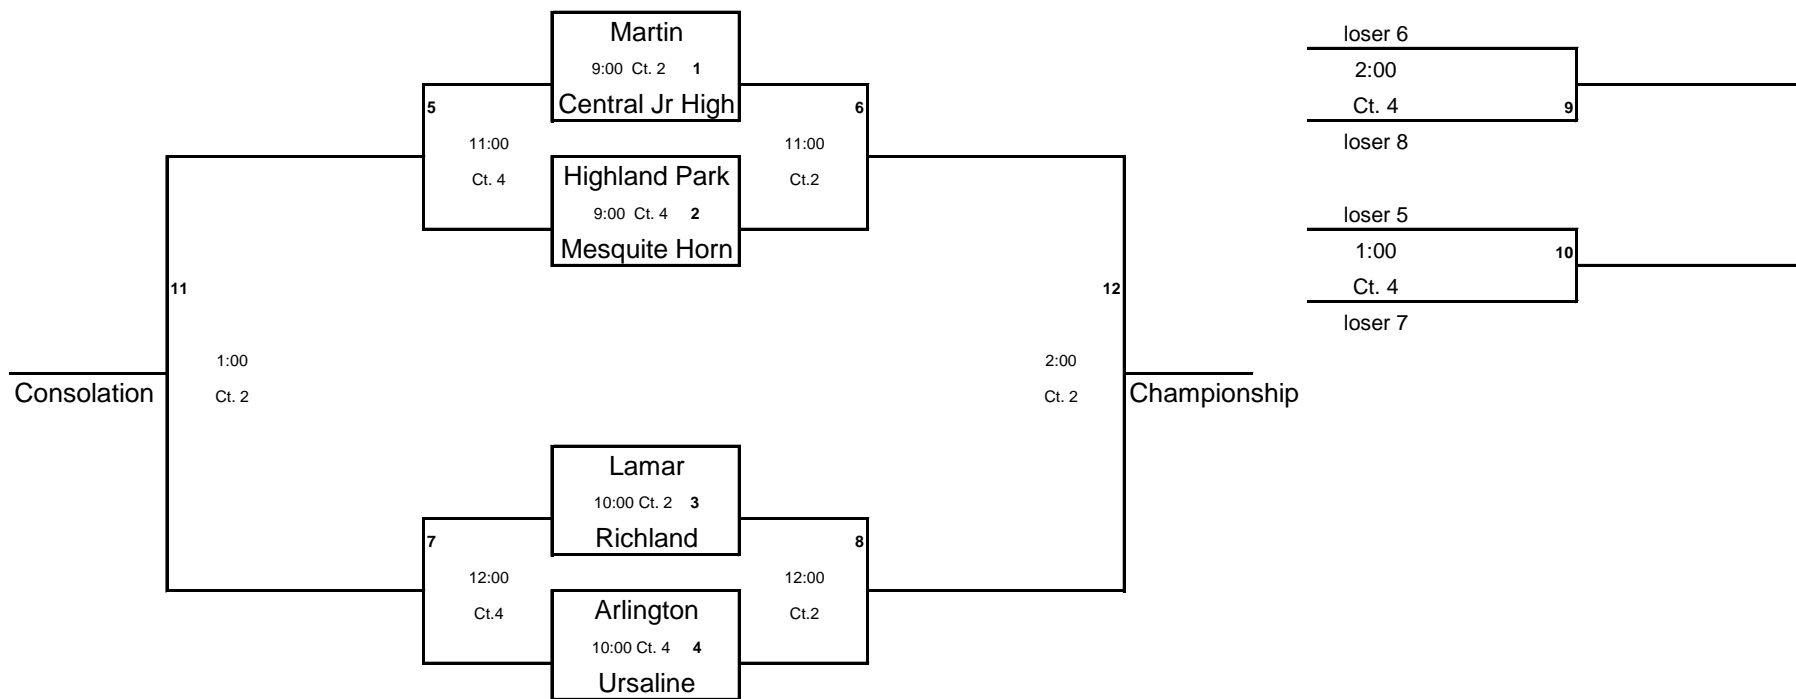 Martin
9:00 Ct. 2 1
Central Jr High
5
6
11:00
Ct. 4
11:00
Ct.2
Highland Park
9:00 Ct. 4 2
Mesquite Horn
11
12
1:00
Ct. 2
2:00
Ct. 2
Consolation
Championship
Lamar
10:00 Ct. 2 3
Richland
7
8
12:00
Ct.4
12:00
Ct.2
Arlington
10:00 Ct. 4 4
Ursaline
loser 6
2:00
Ct. 4 9
loser 8
loser 5
1:00 10
Ct. 4
loser 7